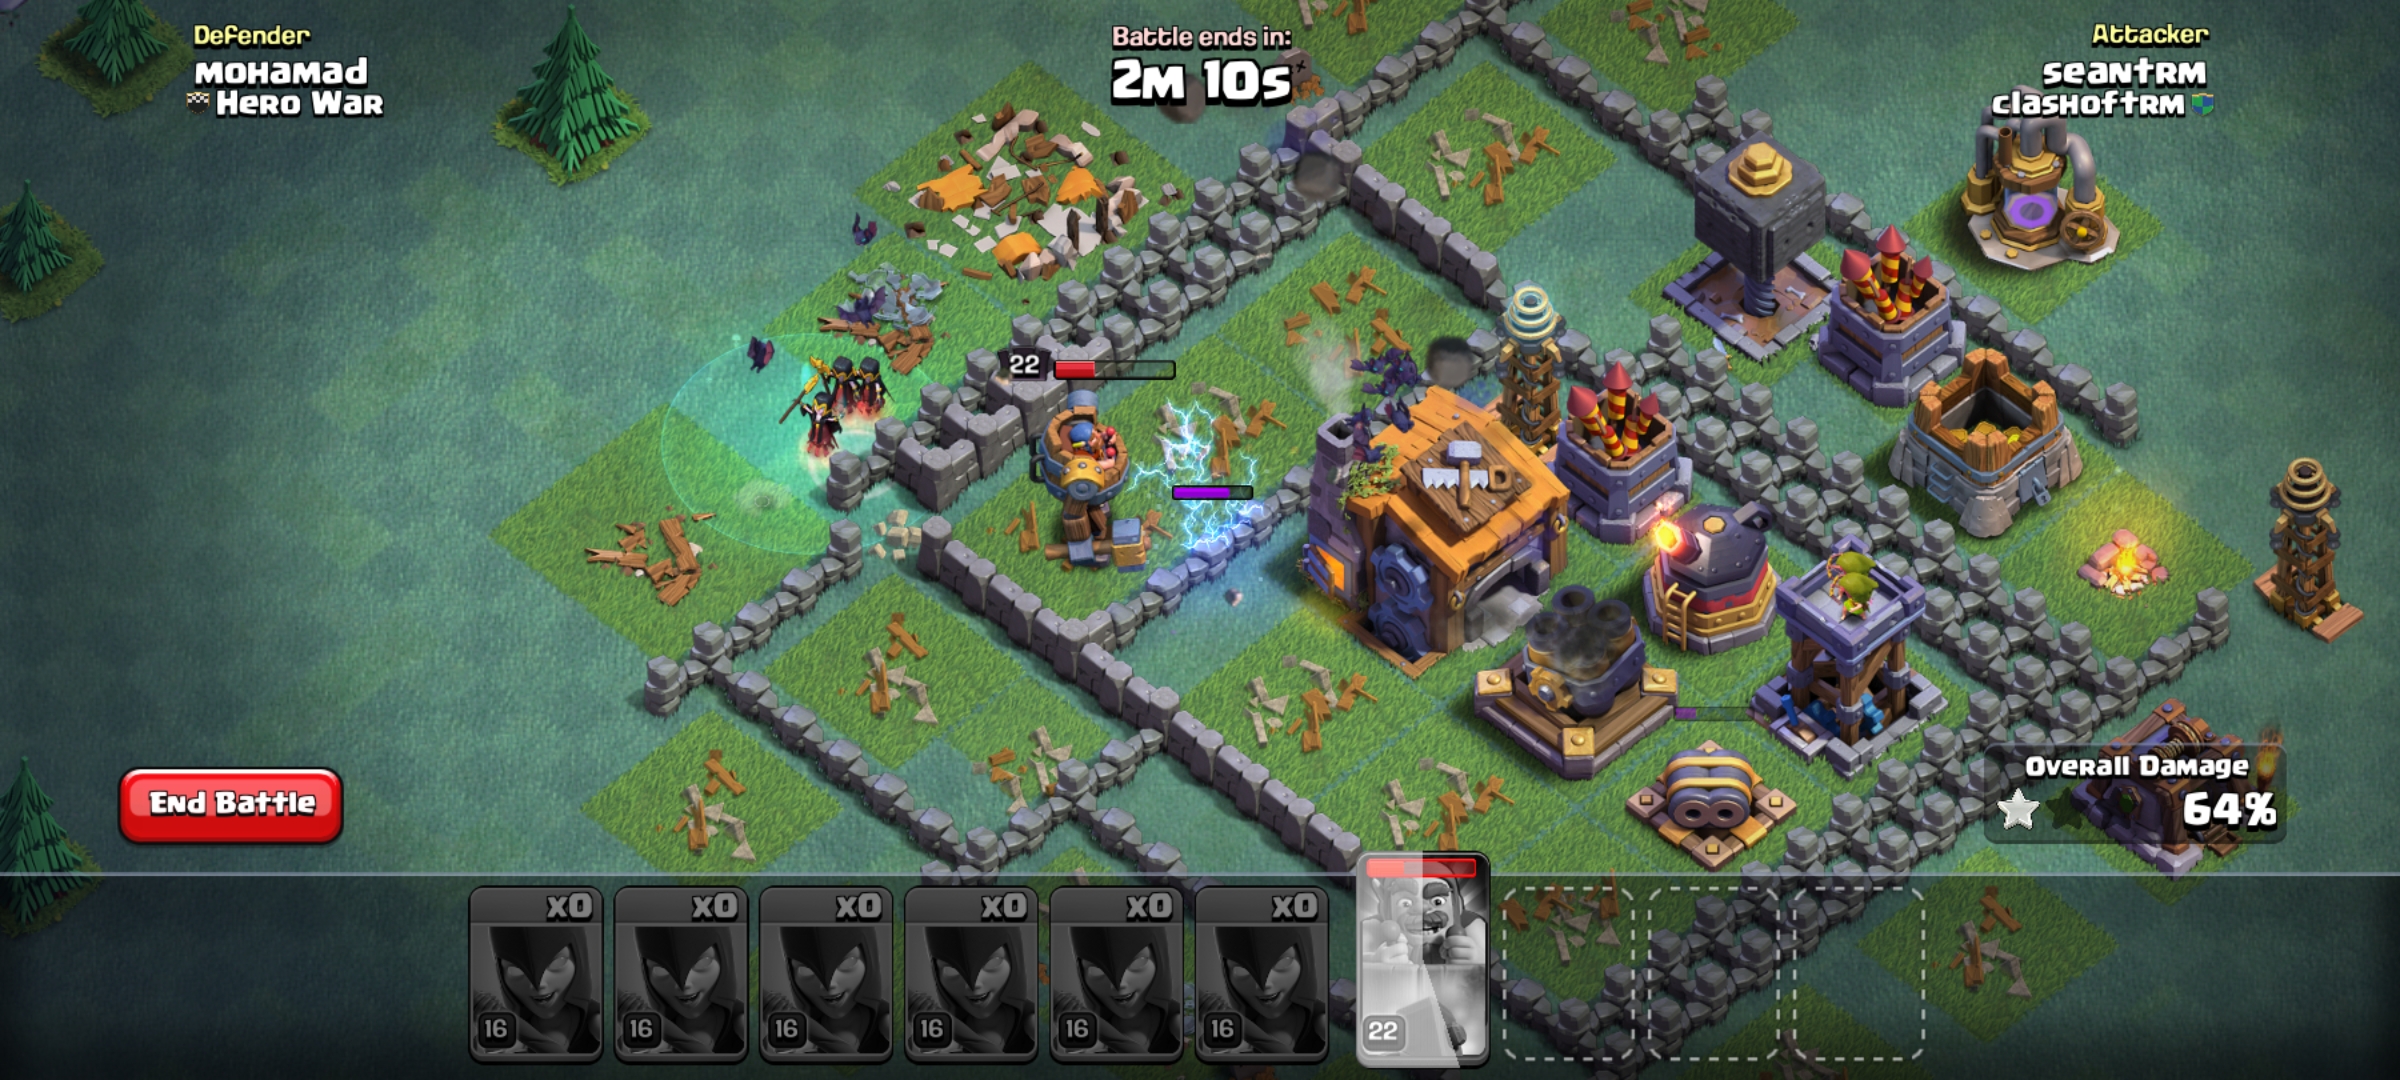 Defender
Mohamad
Hero War
Battle ends in:
2M 10s
Attacker
seantrm
clashoftrm
22
End Battle
Overall Damage
64%
x0
x0
x0
x0
x0
x0
16
16
16
16
16
16
22